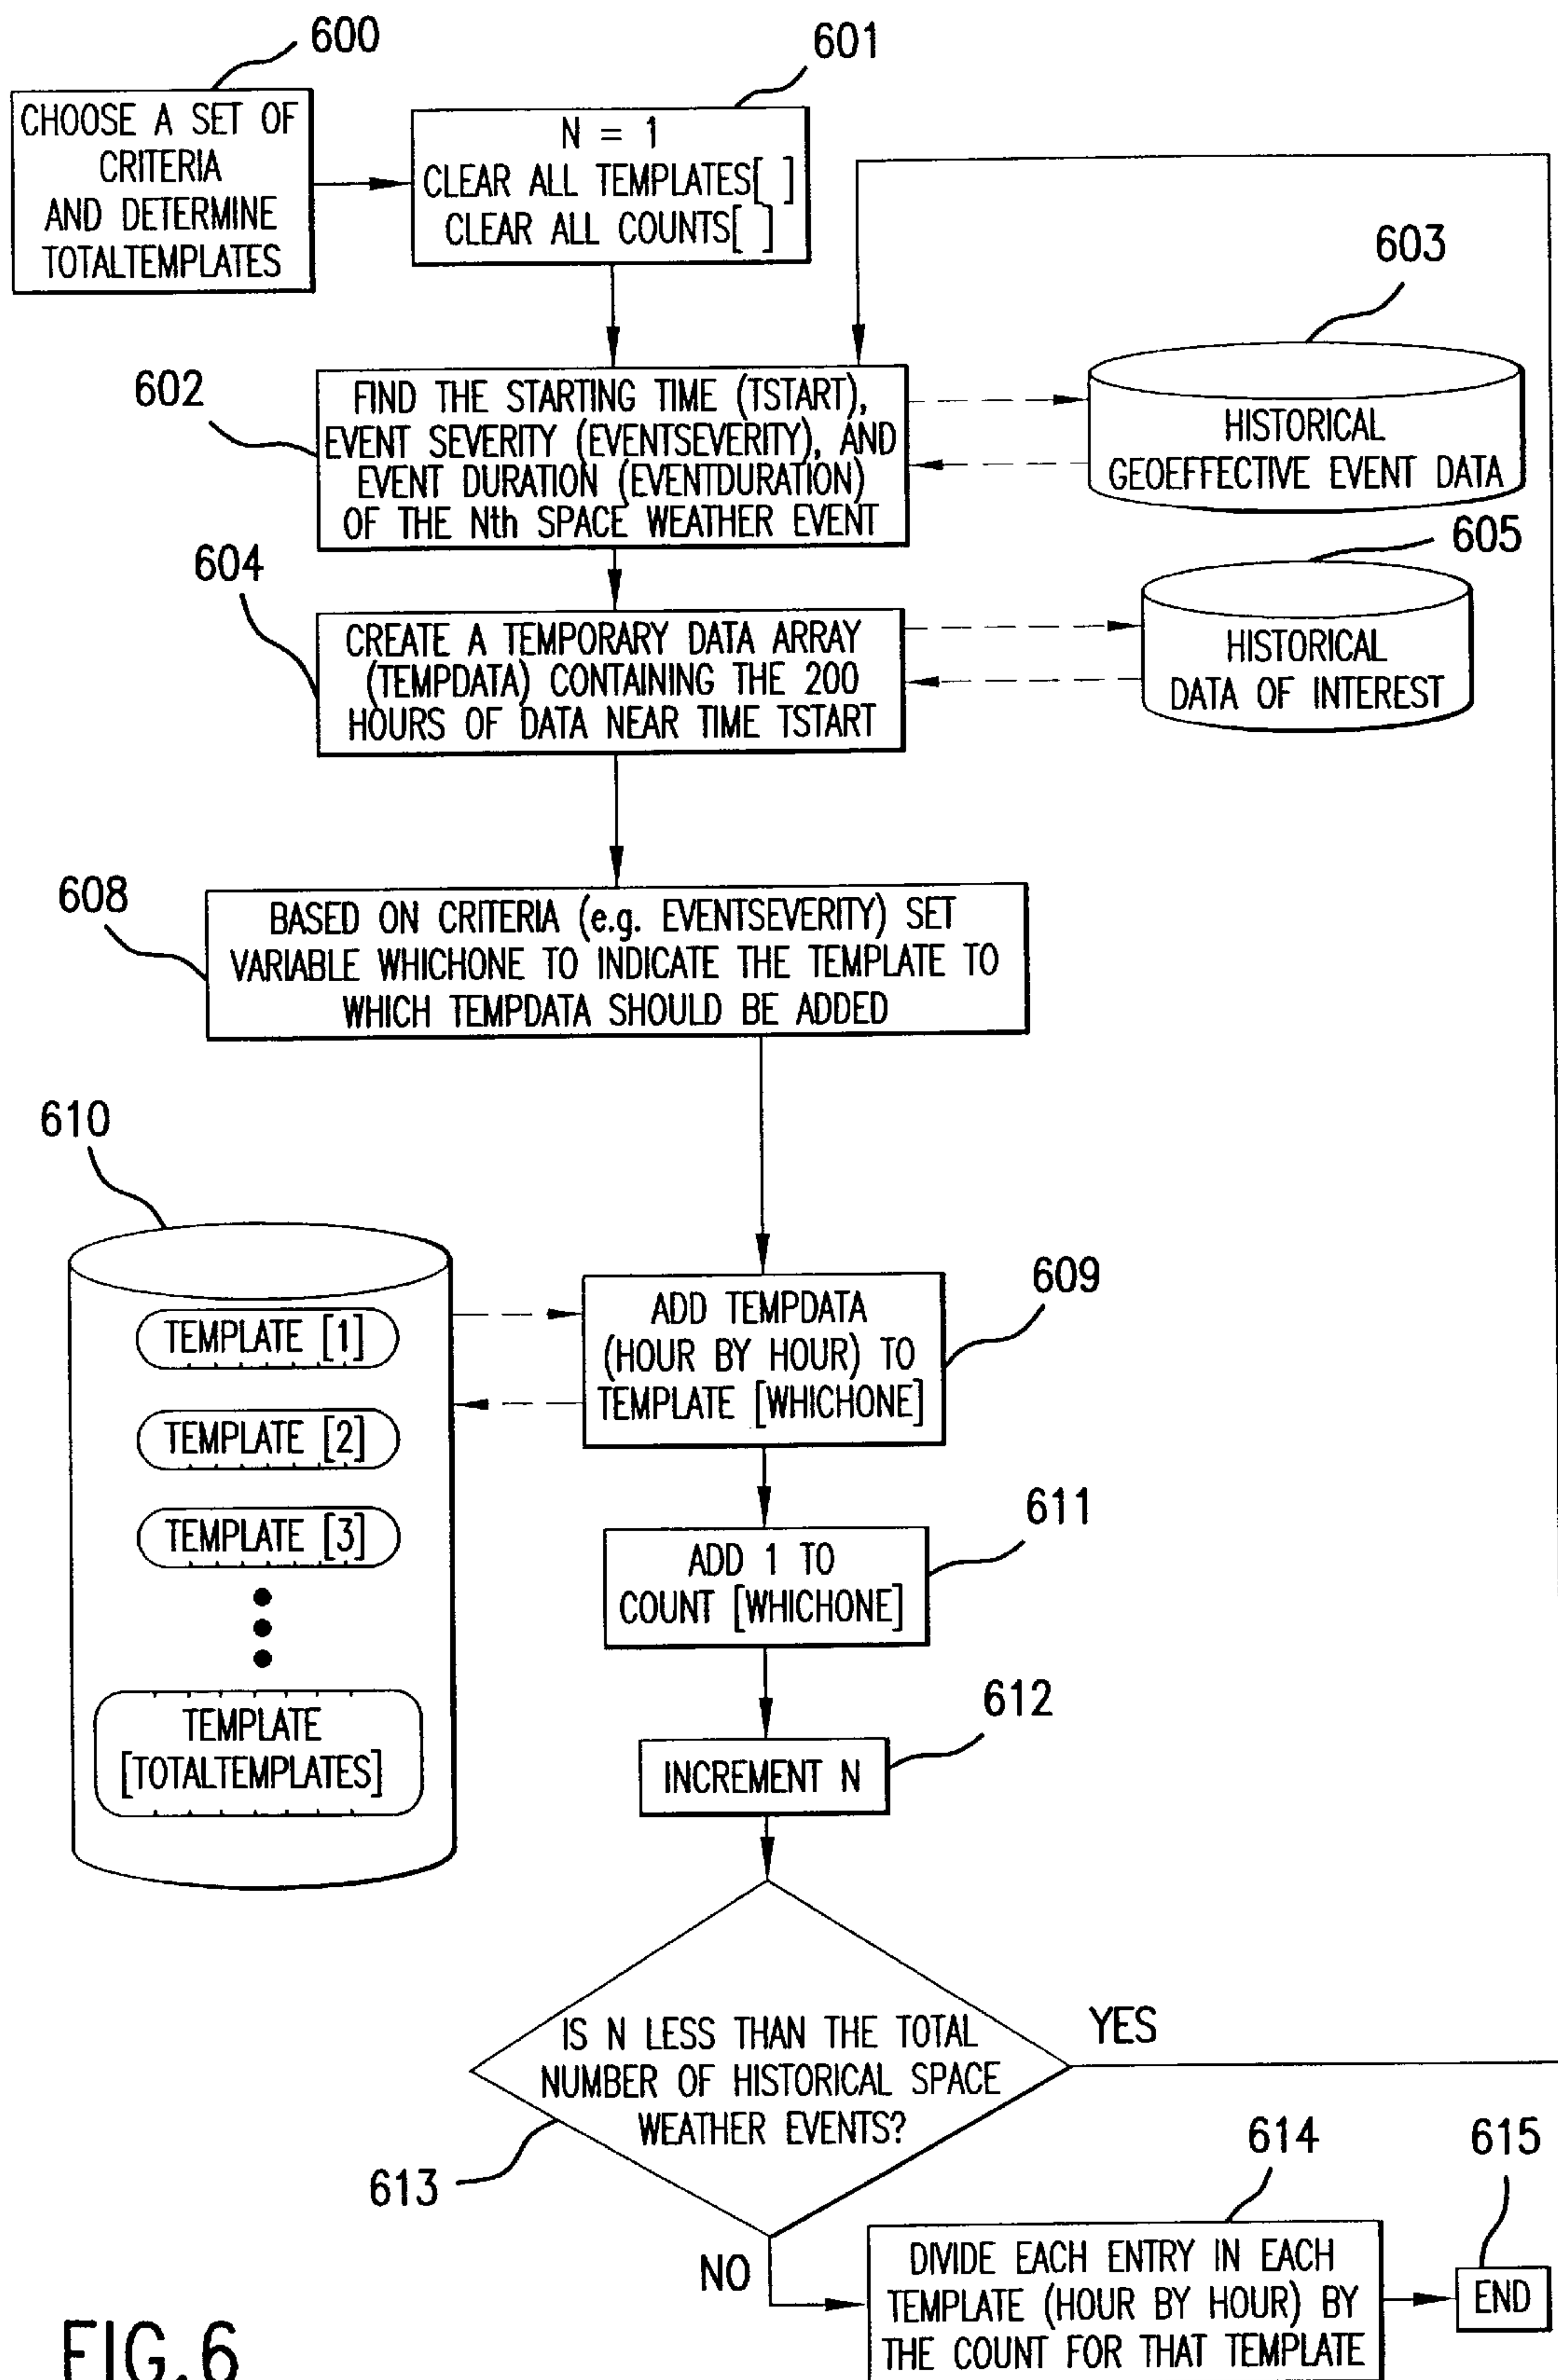 600
CHOOSE A SET OF
CRITERIA
AND DETERMINE
TOTALTEMPLATES
601
N = 1
CLEAR ALL TEMPLATES[ ]
CLEAR ALL COUNTS[ ]
602
FIND THE STARTING TIME (TSTART),
EVENT SEVERITY (EVENTSEVERITY), AND
EVENT DURATION (EVENTDURATION)
OF THE Nth SPACE WEATHER EVENT
603
HISTORICAL
GEOEFFECTIVE EVENT DATA
604
CREATE A TEMPORARY DATA ARRAY
(TEMPDATA) CONTAINING THE 200
HOURS OF DATA NEAR TIME TSTART
605
HISTORICAL
DATA OF INTEREST
608
BASED ON CRITERIA (e.g. EVENTSEVERITY) SET
VARIABLE WHICHONE TO INDICATE THE TEMPLATE TO
WHICH TEMPDATA SHOULD BE ADDED
610
TEMPLATE [1]
TEMPLATE [2]
TEMPLATE [3]
TEMPLATE
[TOTALTEMPLATES]
609
ADD TEMPDATA
(HOUR BY HOUR) TO
TEMPLATE [WHICHONE]
611
ADD 1 TO
COUNT [WHICHONE]
612
INCREMENT N
IS N LESS THAN THE TOTAL
NUMBER OF HISTORICAL SPACE
WEATHER EVENTS?
613
YES
NO
614
DIVIDE EACH ENTRY IN EACH
TEMPLATE (HOUR BY HOUR) BY
THE COUNT FOR THAT TEMPLATE
615
END
FIG.6